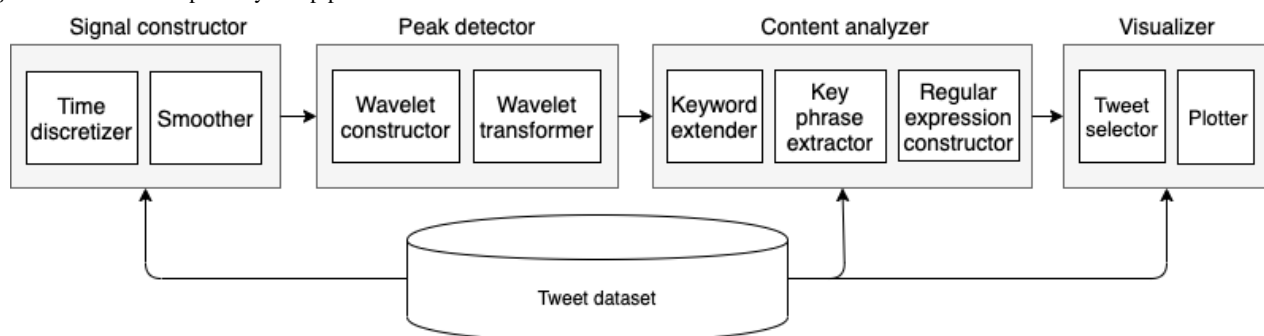 Signal constructor
Peak detector
Content analyzer
Visualizer
Time
discretizer
Smoother
Wavelet
constructor
Wavelet
transformer
Keyword
extender
Key
phrase
extractor
Regular
expression
constructor
Tweet
selector
Plotter
Tweet dataset